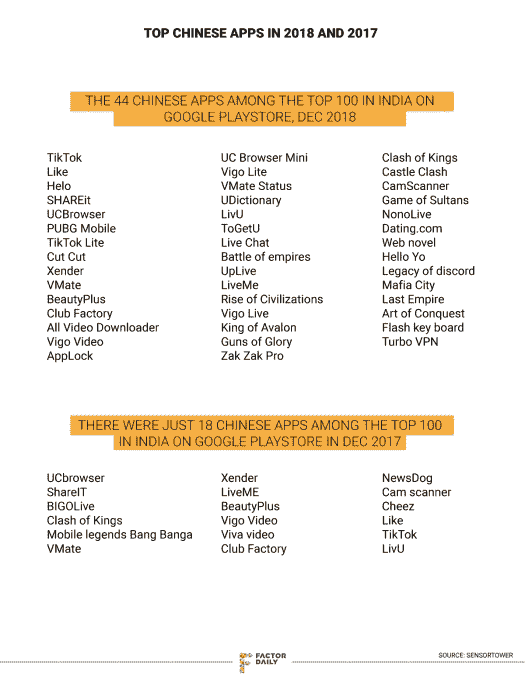 TOP CHINESE APPS IN 2018 AND 2017
THE 44 CHINESE APPS AMONG THE TOP 100 IN INDIA ON
GOOGLE PLAYSTORE, DEC 2018
TikTok
Like
Helo
SHAREit
UCBrowser
PUBG Mobile
TikTok Lite
Cut Cut
Xender
VMate
BeautyPlus
Club Factory
All Video Downloader
Vigo Video
AppLock
UC Browser Mini
Vigo Lite
VMate Status
UDictionary
LivU
ToGetU
Live Chat
Battle of empires
UpLive
LiveMe
Rise of Civilizations
Vigo Live
King of Avalon
Guns of Glory
Zak Zak Pro
Clash of Kings
Castle Clash
CamScanner
Game of Sultans
NonoLive
Dating.com
Web novel
Hello Yo
Legacy of discord
Mafia City
Last Empire
Art of Conquest
Flash key board
Turbo VPN
THERE WERE JUST 18 CHINESE APPS AMONG THE TOP 100
IN INDIA ON GOOGLE PLAYSTORE IN DEC 2017
UCbrowser
ShareIT
BIGOLive
Clash of Kings
Mobile legends Bang Banga
VMate
Xender
LiveME
BeautyPlus
Vigo Video
Viva video
Club Factory
NewsDog
Cam scanner
Cheez
Like
TikTok
LivU
FACTOR
DAILY
SOURCE: SENSORTOWER